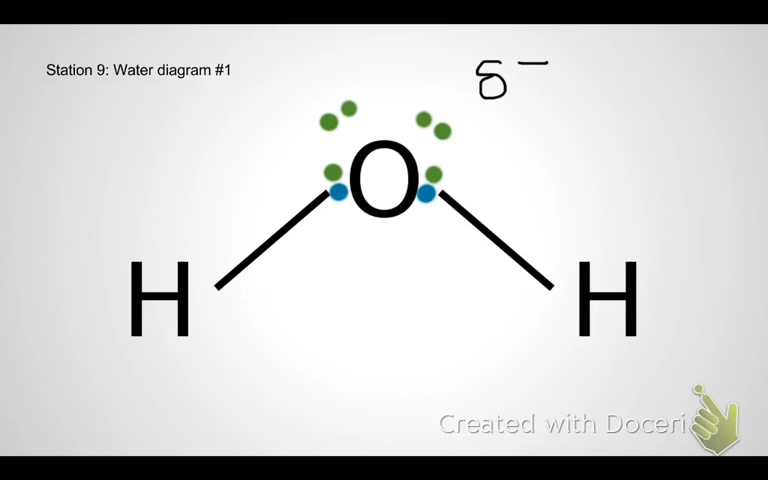 Station 9: Water diagram #1
δ⁻
O
H H
Created with Doceri